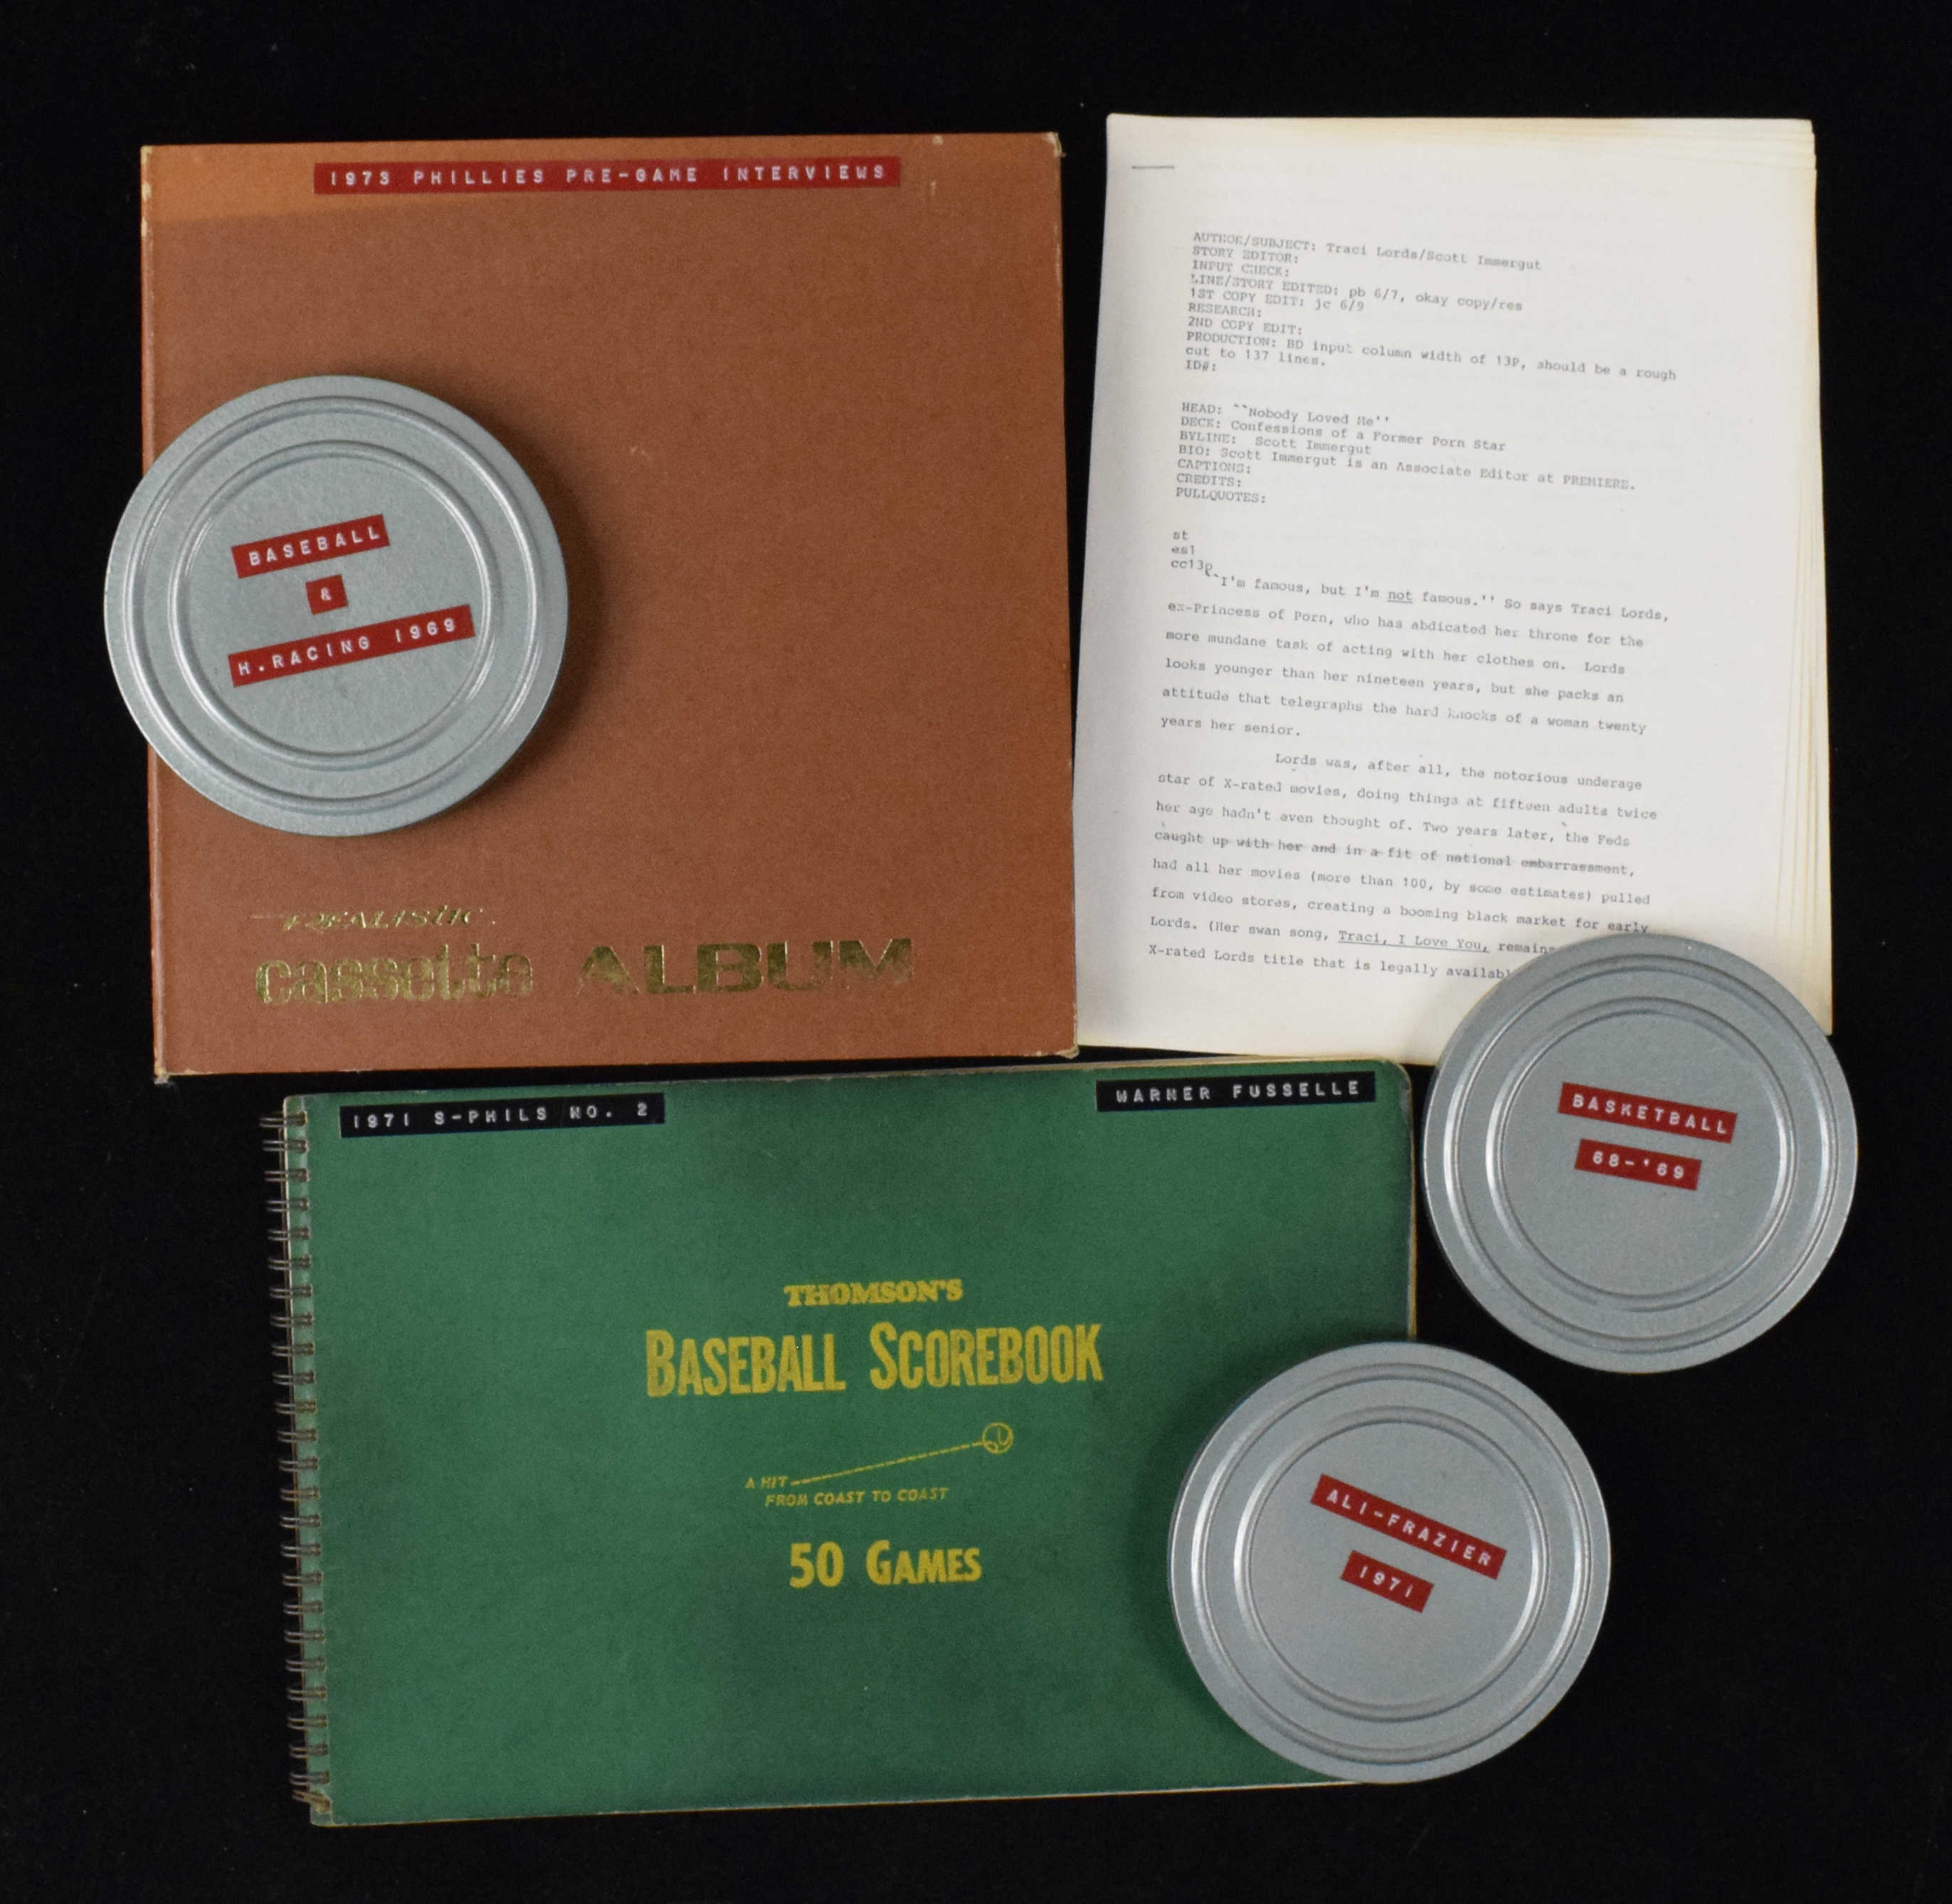 1973 PHILLIES PRE-GAME INTERVIEWS
BASEBALL
&
H.RACING 1969
REALISTIC
cassette ALBUM
AUTHOR/SUBJECT: Traci Lords/Scott Immergut
STORY EDITOR:
INPUT CHECK:
LINE/STORY EDITED: pb 6/7, okay copy/res
1ST COPY EDIT: jc 6/9
RESEARCH:
2ND COPY EDIT:
PRODUCTION: BD input column width of 13P, should be a rough
cut to 137 lines.
ID#:
HEAD: ``Nobody Loved Me''
DECK: Confessions of a Former Porn Star
BYLINE: Scott Immergut
BIO: Scott Immergut is an Associate Editor at PREMIERE.
CAPTIONS:
CREDITS:
PULLQUOTES:
st
es1
cc13p
``I'm famous, but I'm not famous.'' So says Traci Lords,
ex-Princess of Porn, who has abdicated her throne for the
more mundane task of acting with her clothes on. Lords
looks younger than her nineteen years, but she packs an
attitude that telegraphs the hard knocks of a woman twenty
years her senior.
Lords was, after all, the notorious underage
star of X-rated movies, doing things at fifteen adults twice
her age hadn't even thought of. Two years later, the Feds
caught up with her and in a fit of national embarrassment,
had all her movies (more than 100, by some estimates) pulled
from video stores, creating a booming black market for early
Lords. (Her swan song, Traci, I Love You, remains
X-rated Lords title that is legally
BASKETBALL
68-'69
1971 S-PHILS NO. 2
WARNER FUSSELLE
THOMSON'S
BASEBALL SCOREBOOK
A HIT
FROM COAST TO COAST
50 GAMES
ALI-FRAZIER
1971